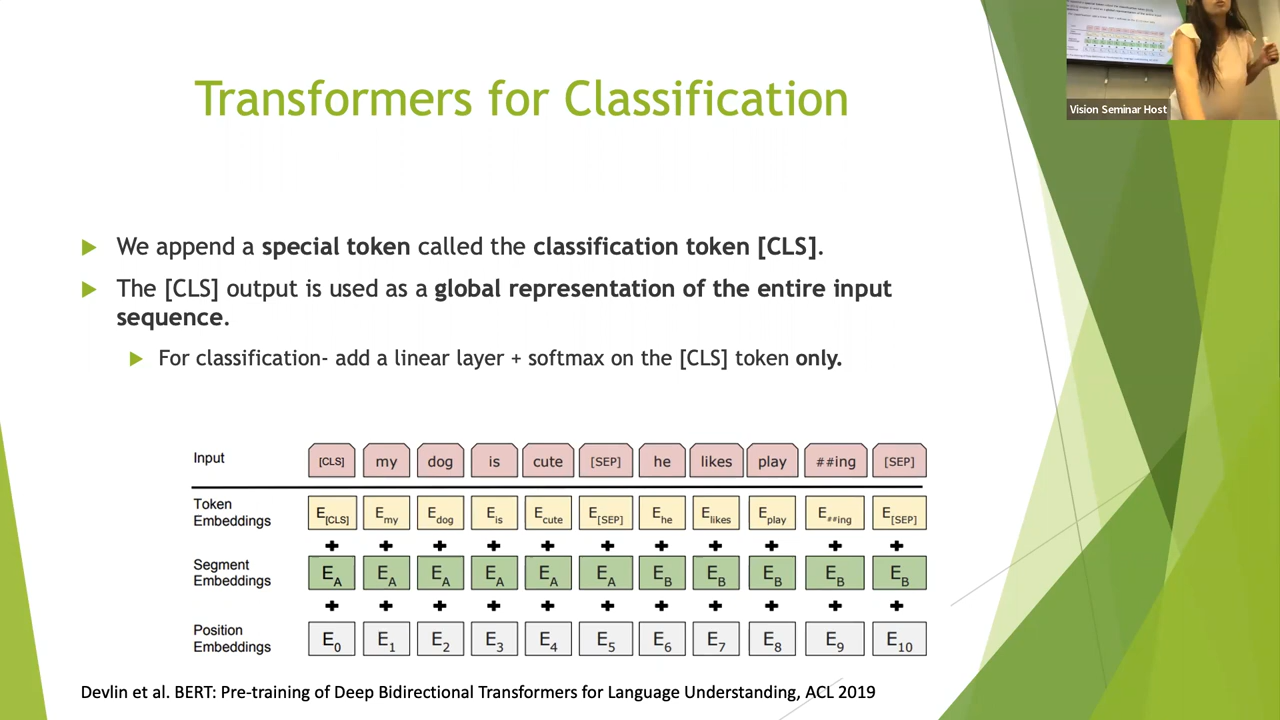 Transformers for Classification
Vision Seminar Host
We append a special token called the classification token [CLS].
The [CLS] output is used as a global representation of the entire input
sequence.
For classification- add a linear layer + softmax on the [CLS] token only.
Input [CLS] my dog is cute [SEP] he likes play ##ing [SEP]
Token
Embeddings E[CLS] Emy Edog Eis Ecute E[SEP] Ehe Elikes Eplay E##ing E[SEP]
+ + + + + + + + + + +
Segment
Embeddings EA EA EA EA EA EA EB EB EB EB EB
+ + + + + + + + + + +
Position
Embeddings E0 E1 E2 E3 E4 E5 E6 E7 E8 E9 E10
Devlin et al. BERT: Pre-training of Deep Bidirectional Transformers for Language Understanding, ACL 2019